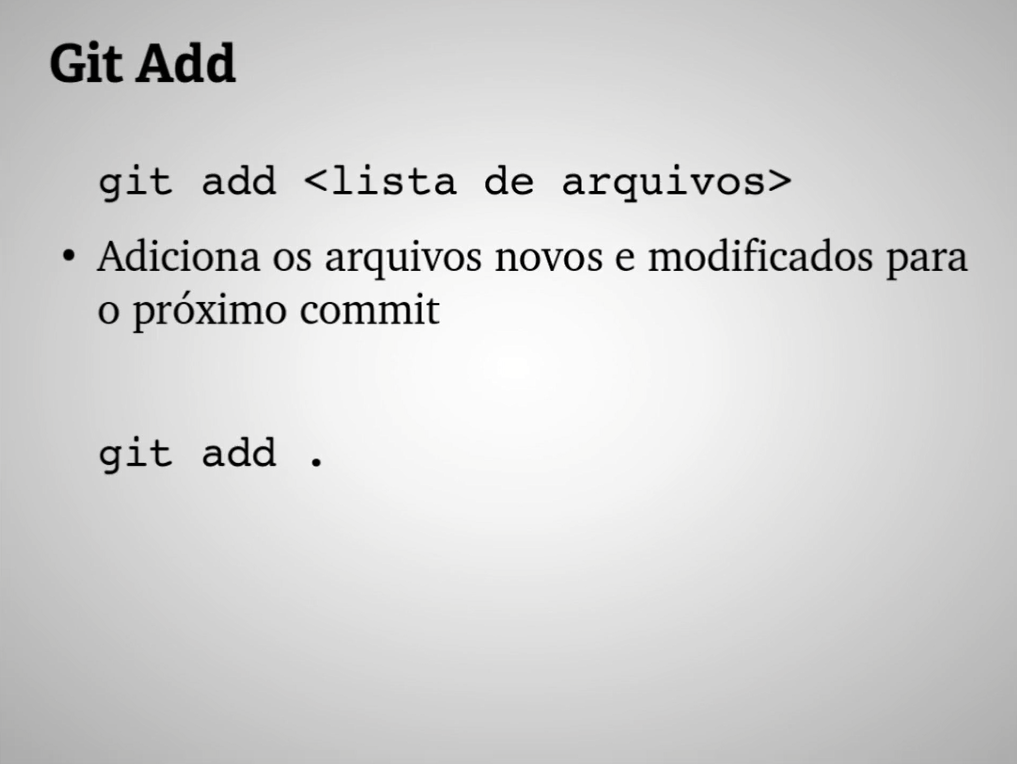 Git Add
git add <lista de arquivos>
• Adiciona os arquivos novos e modificados para
o próximo commit
git add .